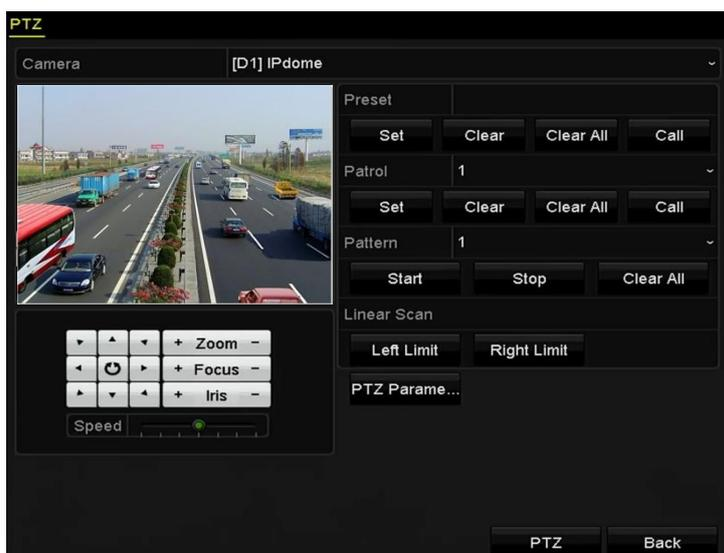 PTZ
Camera [D1] IPdome
Preset
Set Clear Clear All Call
Patrol 1
Set Clear Clear All Call
Pattern 1
Start Stop Clear All
Linear Scan
Left Limit Right Limit
PTZ Parame...
+ Zoom -
+ Focus -
+ Iris -
Speed
PTZ Back